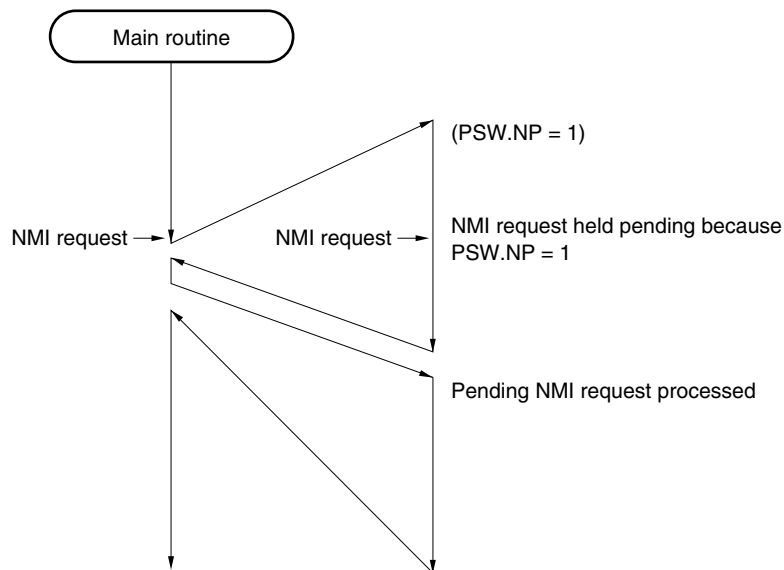 Main routine
(PSW.NP = 1)
NMI request
NMI request
NMI request held pending because
PSW.NP = 1
Pending NMI request processed